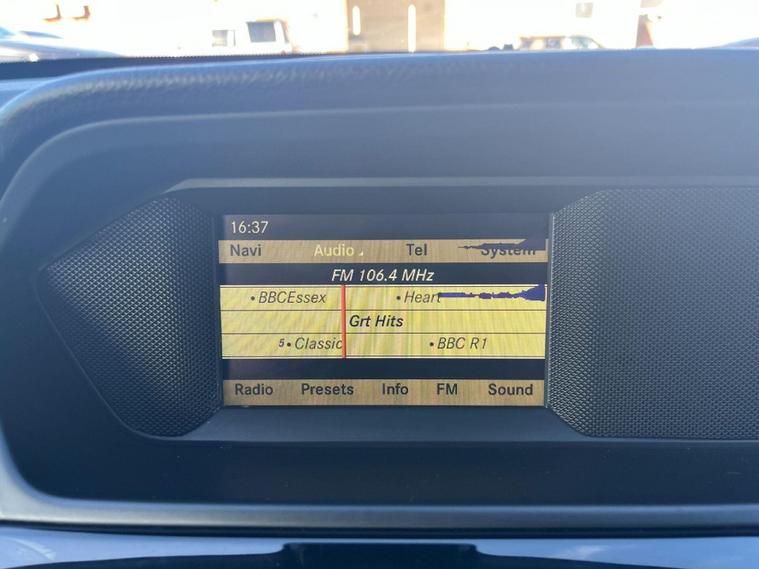 16:37
Navi Audio Tel System
FM 106.4 MHz
•BBCEssex •Heart
Grt Hits
5•Classic •BBC R1
Radio Presets Info FM Sound